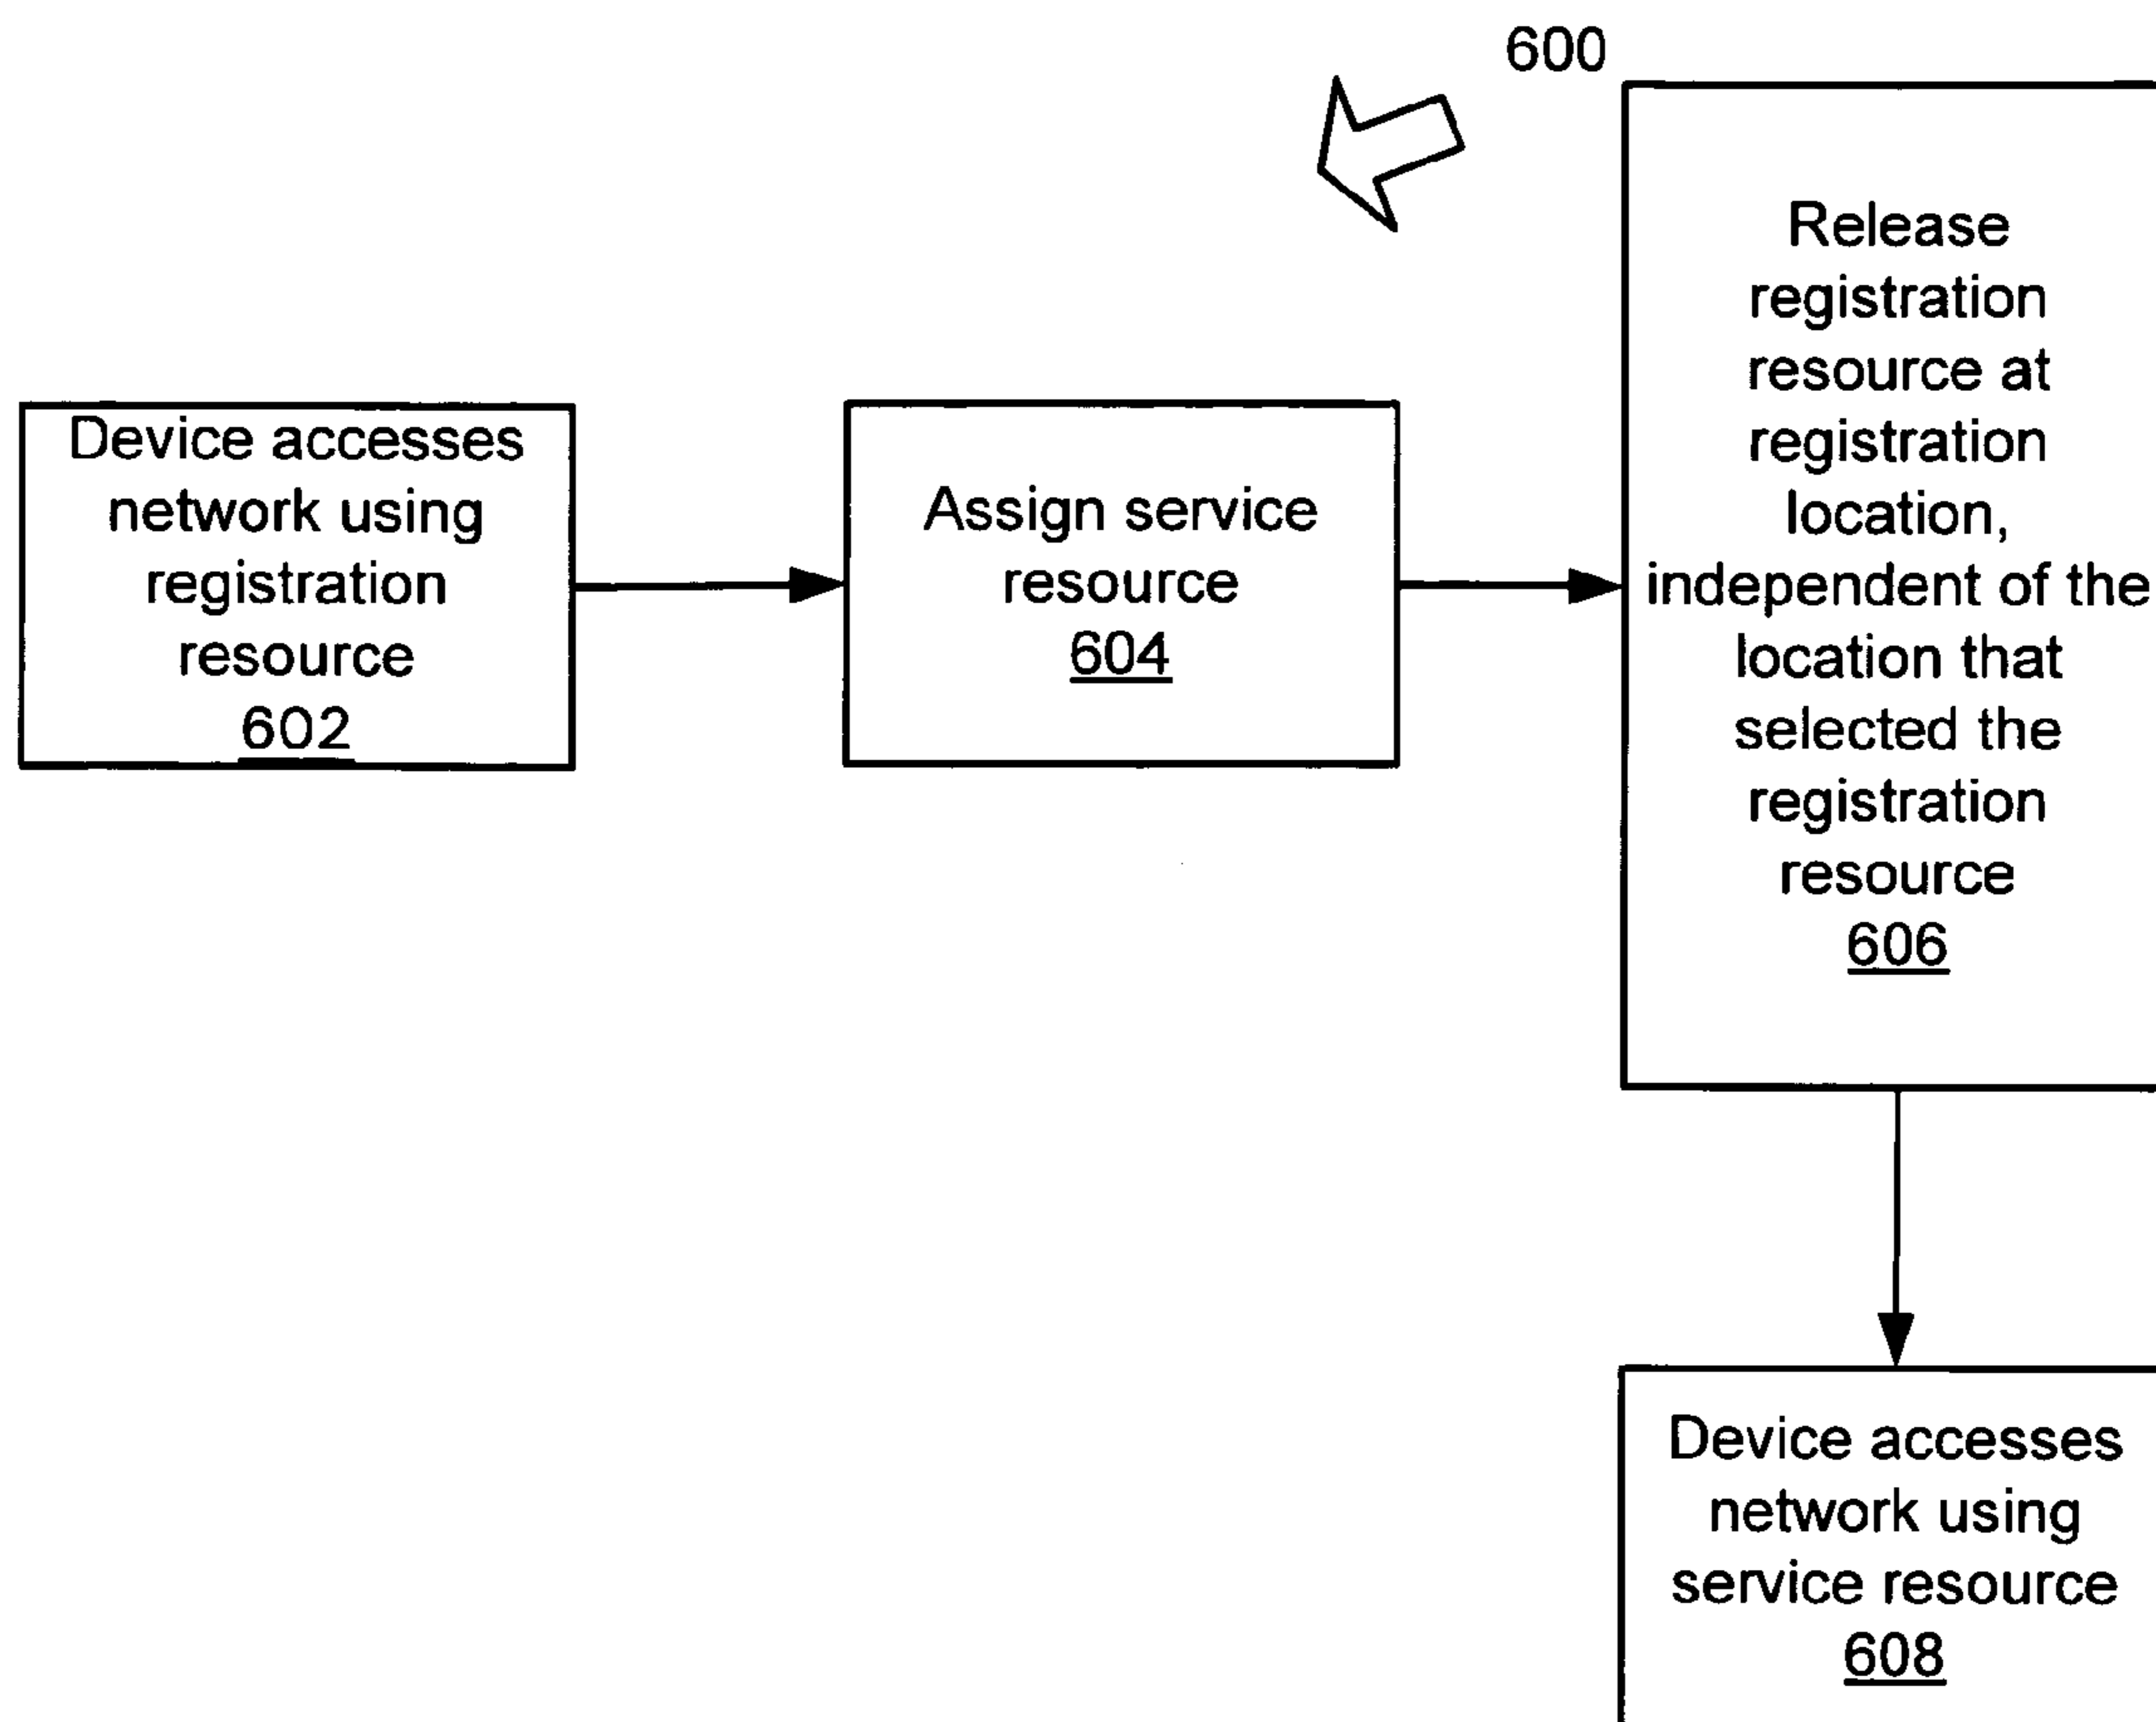 600
Device accesses
network using
registration
resource
602
Assign service
resource
604
Release
registration
resource at
registration
location,
independent of the
location that
selected the
registration
resource
606
Device accesses
network using
service resource
608